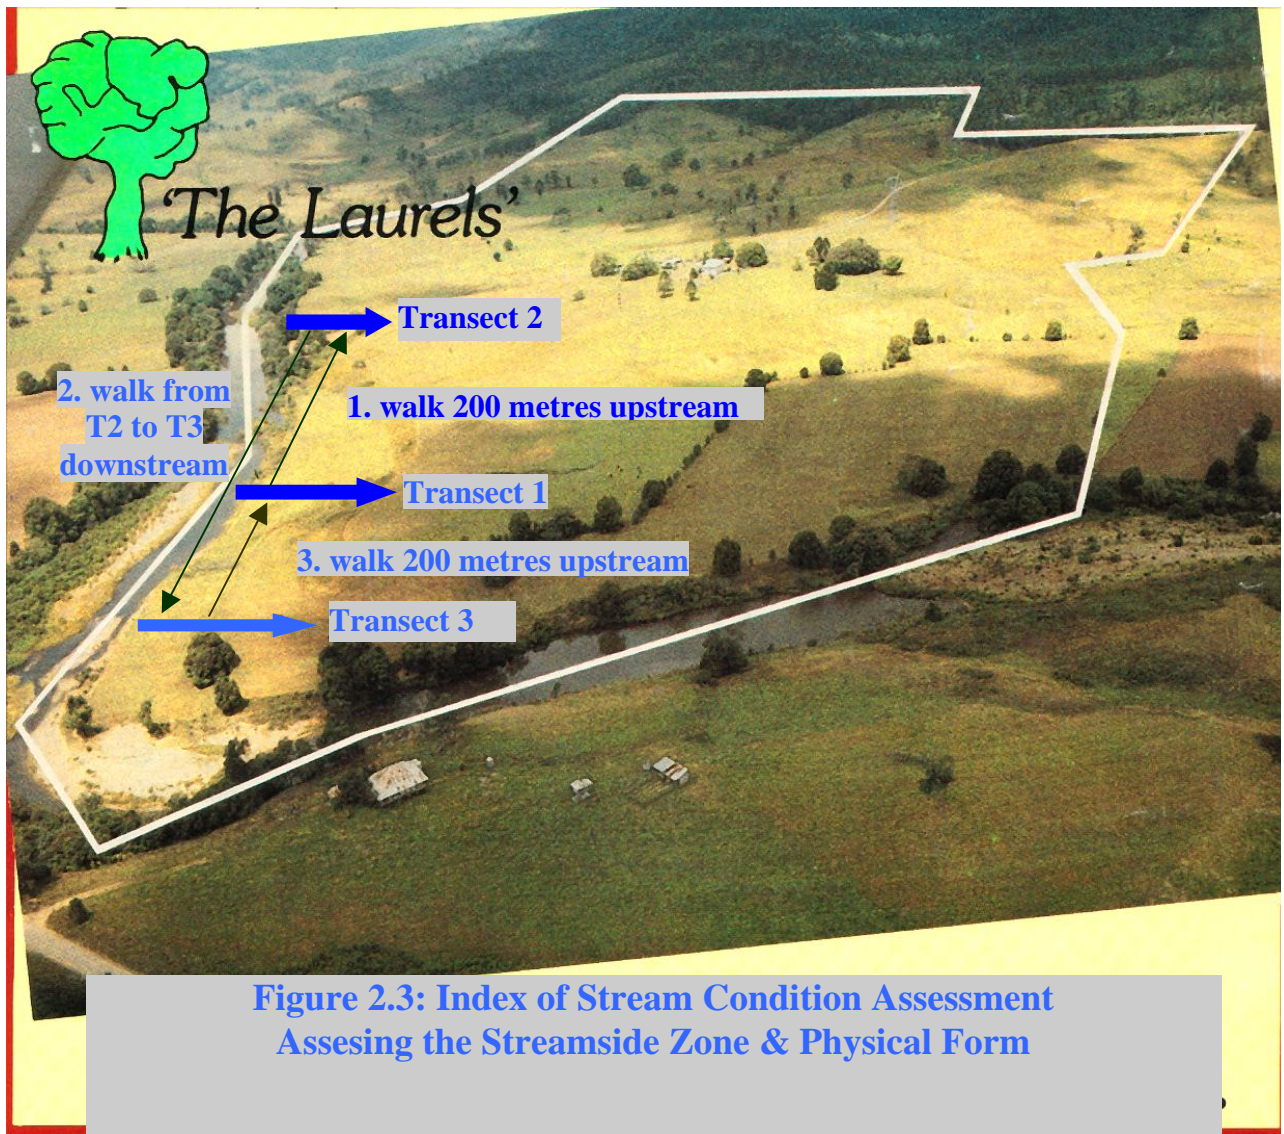 'The Laurels'
Transect 2
2. walk from
T2 to T3
downstream
1. walk 200 metres upstream
Transect 1
3. walk 200 metres upstream
Transect 3
Figure 2.3: Index of Stream Condition Assessment
Assesing the Streamside Zone & Physical Form